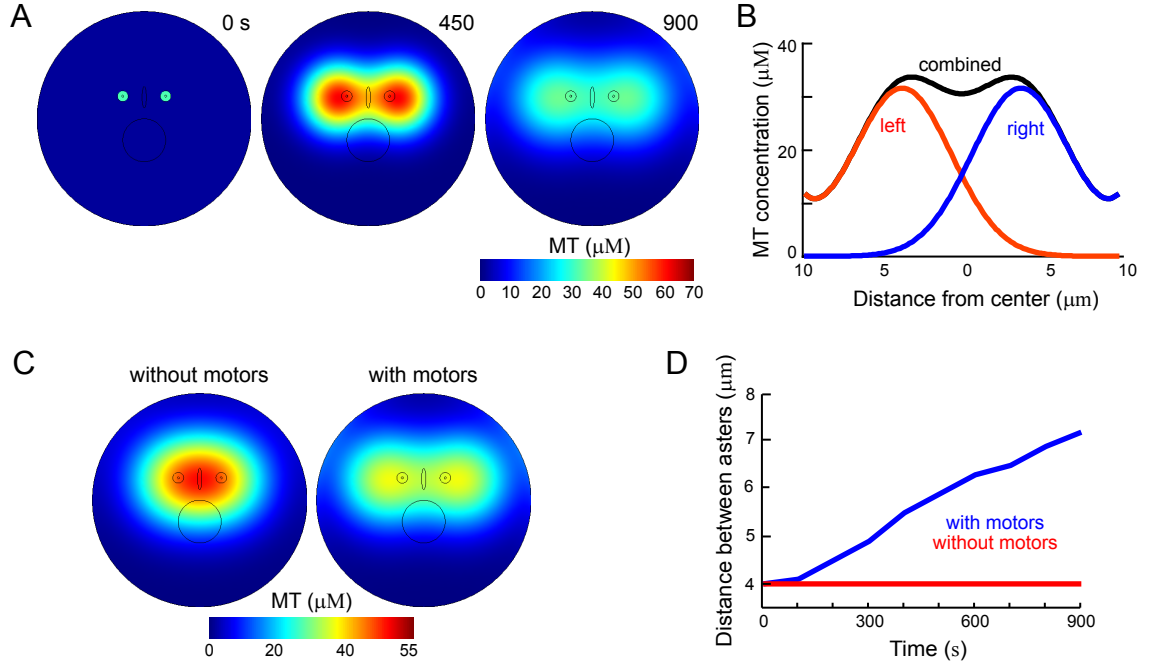 A
0 s
450
900
MT (μM)
0 10 20 30 40 50 60 70
B
MT concentration (μM)
40
20
0
combined
left
right
10 5 0 5 10
Distance from center (μm)
C
without motors
with motors
MT (μM)
0 20 40 55
D
Distance between asters (μm)
8
7
6
5
4
with motors
without motors
0 300 600 900
Time (s)